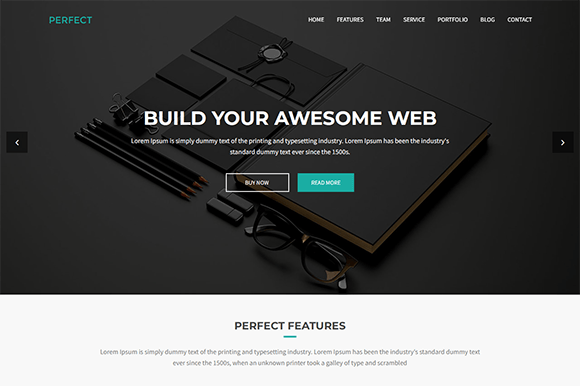 PERFECT
HOME FEATURES TEAM SERVICE PORTFOLIO BLOG CONTACT
BUILD YOUR AWESOME WEB
Lorem Ipsum is simply dummy text of the printing and typesetting industry. Lorem Ipsum has been the industry's
standard dummy text ever since the 1500s.
BUY NOW
READ MORE
PERFECT FEATURES
Lorem Ipsum is simply dummy text of the printing and typesetting industry. Lorem Ipsum has been the industry's standard dummy text ever since the
1500s, when an unknown printer took a galley of type and scrambled